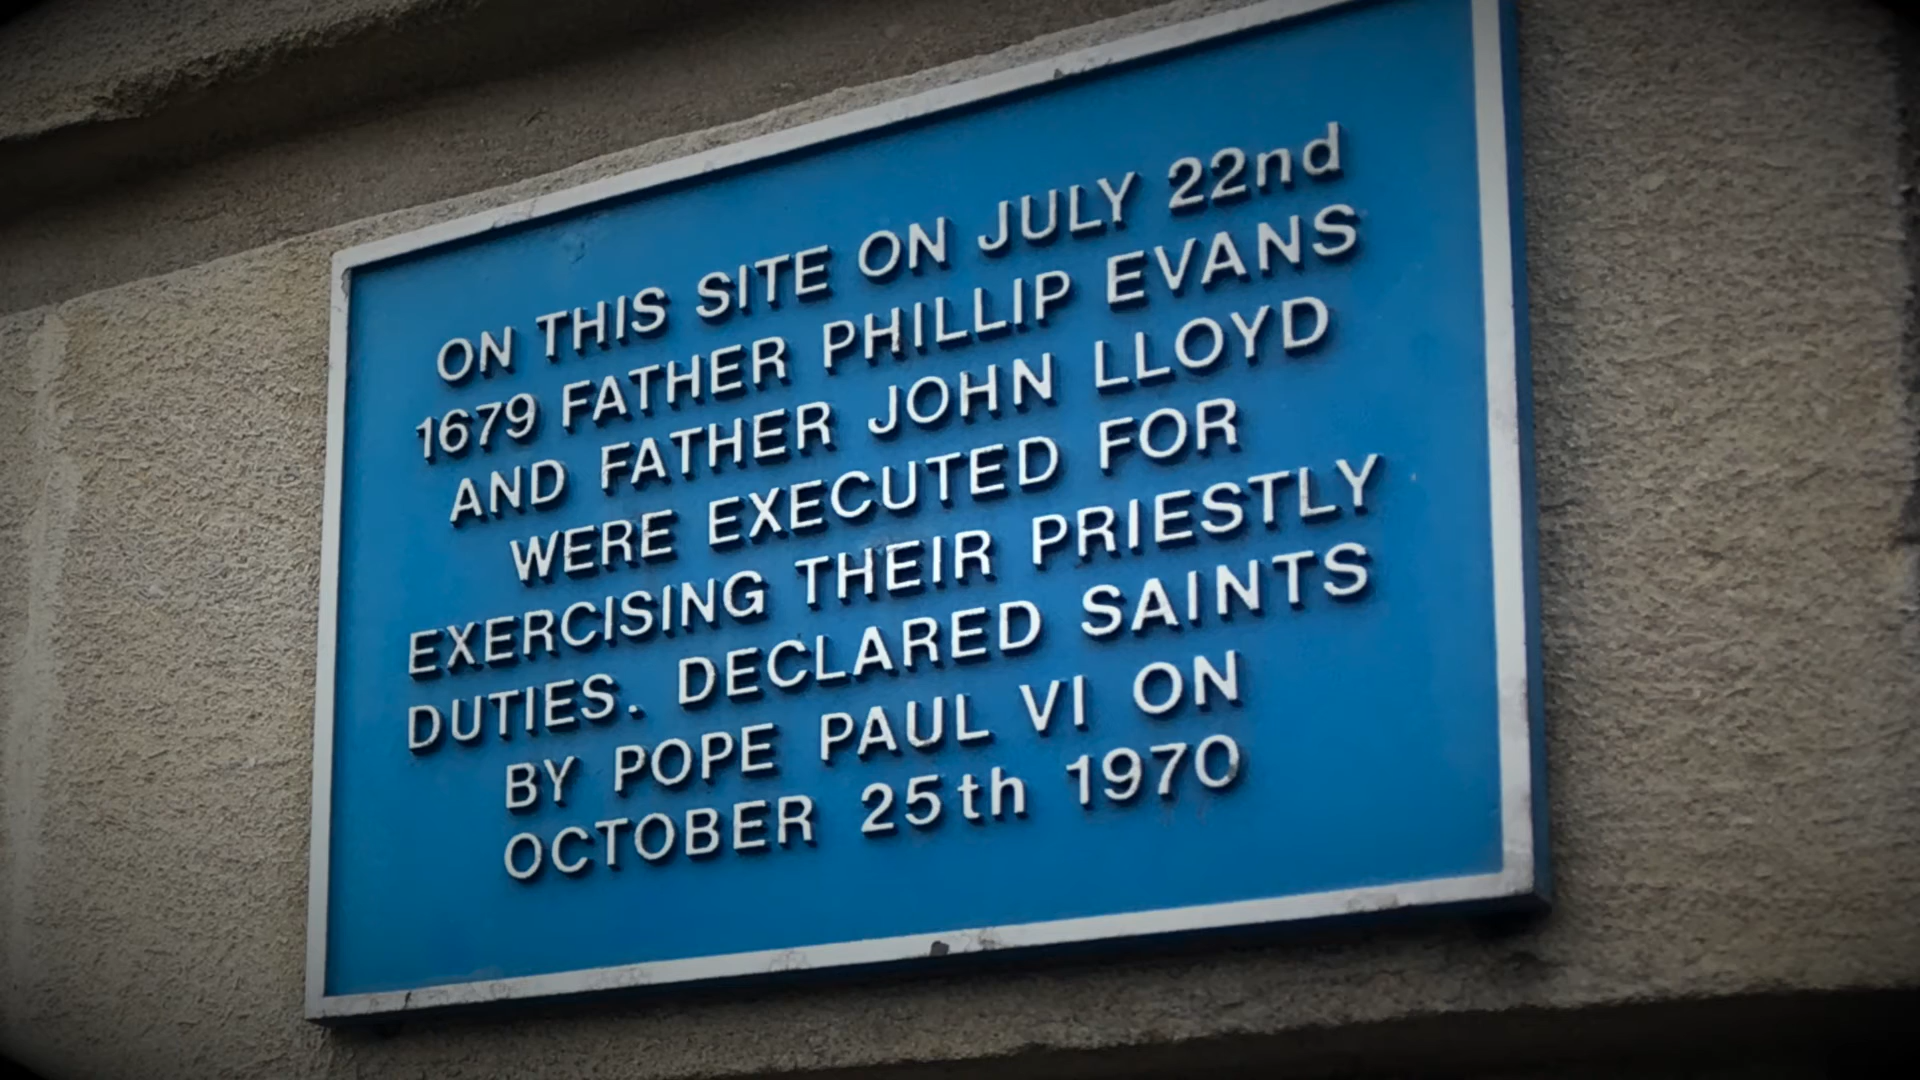 ON THIS SITE ON JULY 22nd
1679 FATHER PHILLIP EVANS
AND FATHER JOHN LLOYD
WERE EXECUTED FOR
EXERCISING THEIR PRIESTLY
DUTIES. DECLARED SAINTS
BY POPE PAUL VI ON
OCTOBER 25th 1970